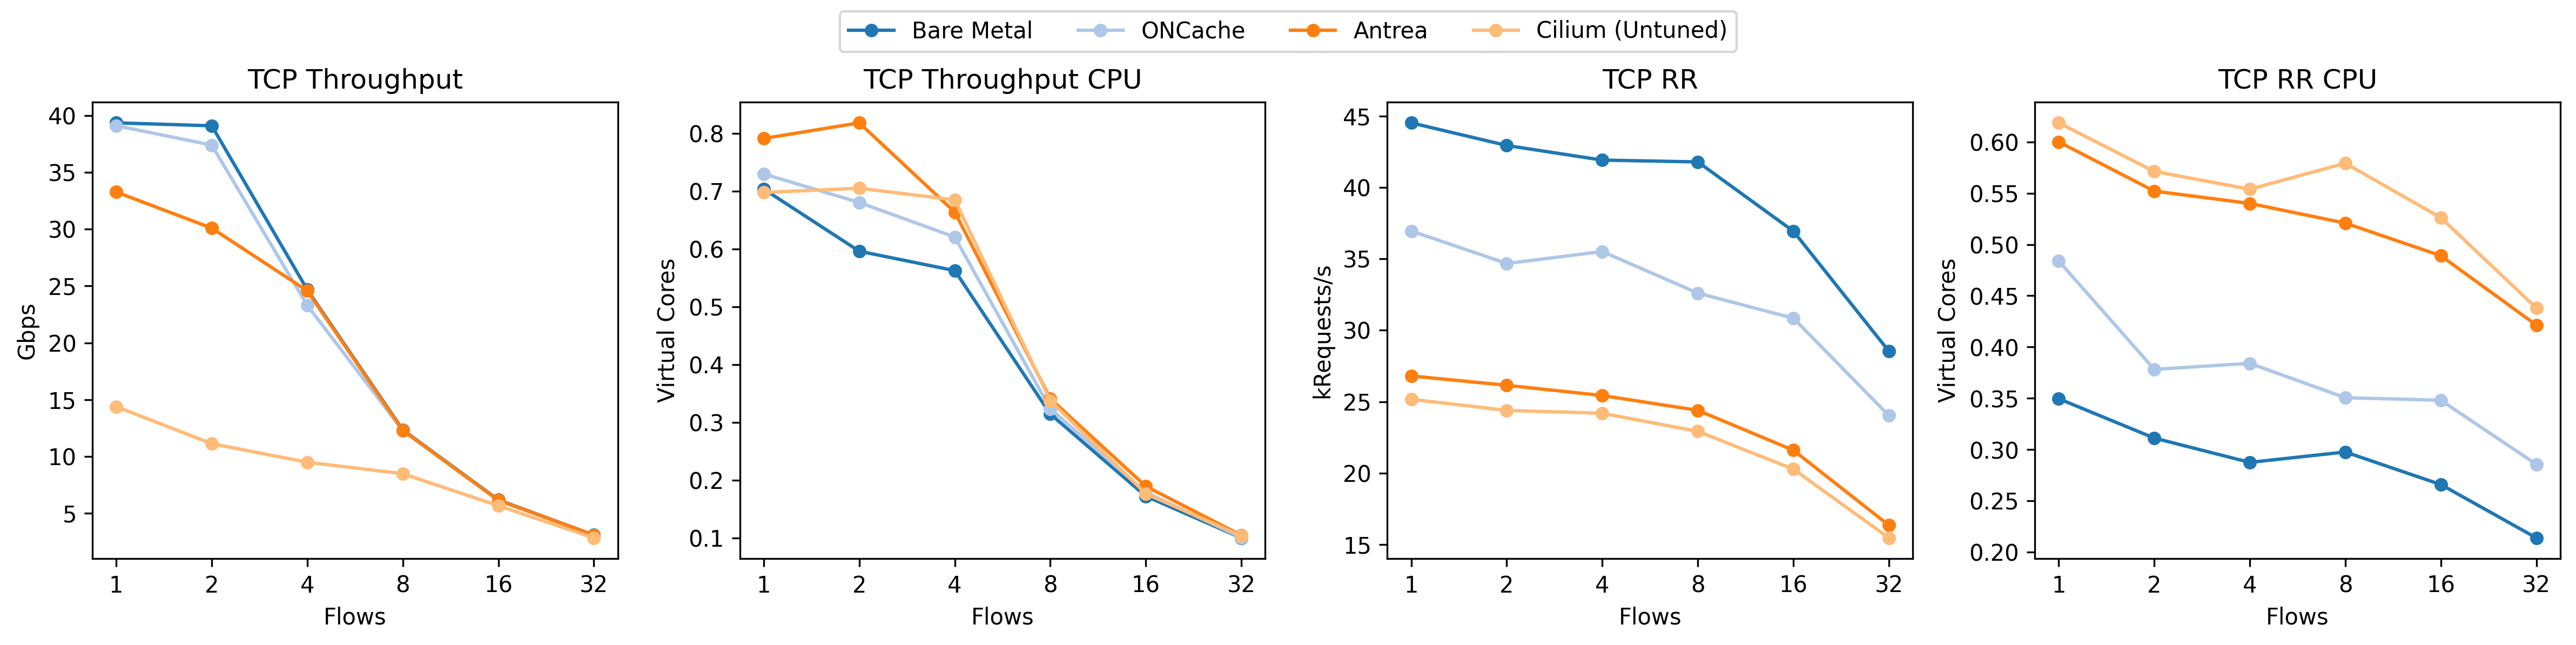 Bare Metal ONCache Antrea Cilium (Untuned)
TCP Throughput
40
35
30
25
20
15
10
5
Gbps
1 2 4 8 16 32
Flows
TCP Throughput CPU
0.8
0.7
0.6
0.5
0.4
0.3
0.2
0.1
Virtual Cores
1 2 4 8 16 32
Flows
TCP RR
45
40
35
30
25
20
15
kRequests/s
1 2 4 8 16 32
Flows
TCP RR CPU
0.60
0.55
0.50
0.45
0.40
0.35
0.30
0.25
0.20
Virtual Cores
1 2 4 8 16 32
Flows